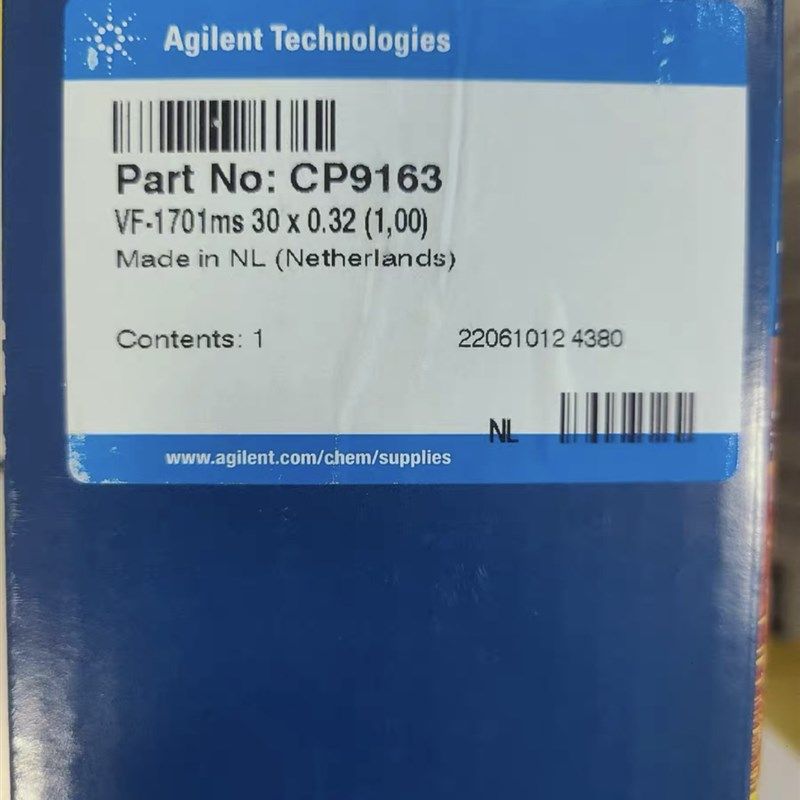 Agilent Technologies
Part No: CP9163
VF-1701ms 30 x 0.32 (1,00)
Made in NL (Netherlands)
Contents: 1 22061012 4380
NL
www.agilent.com/chem/supplies